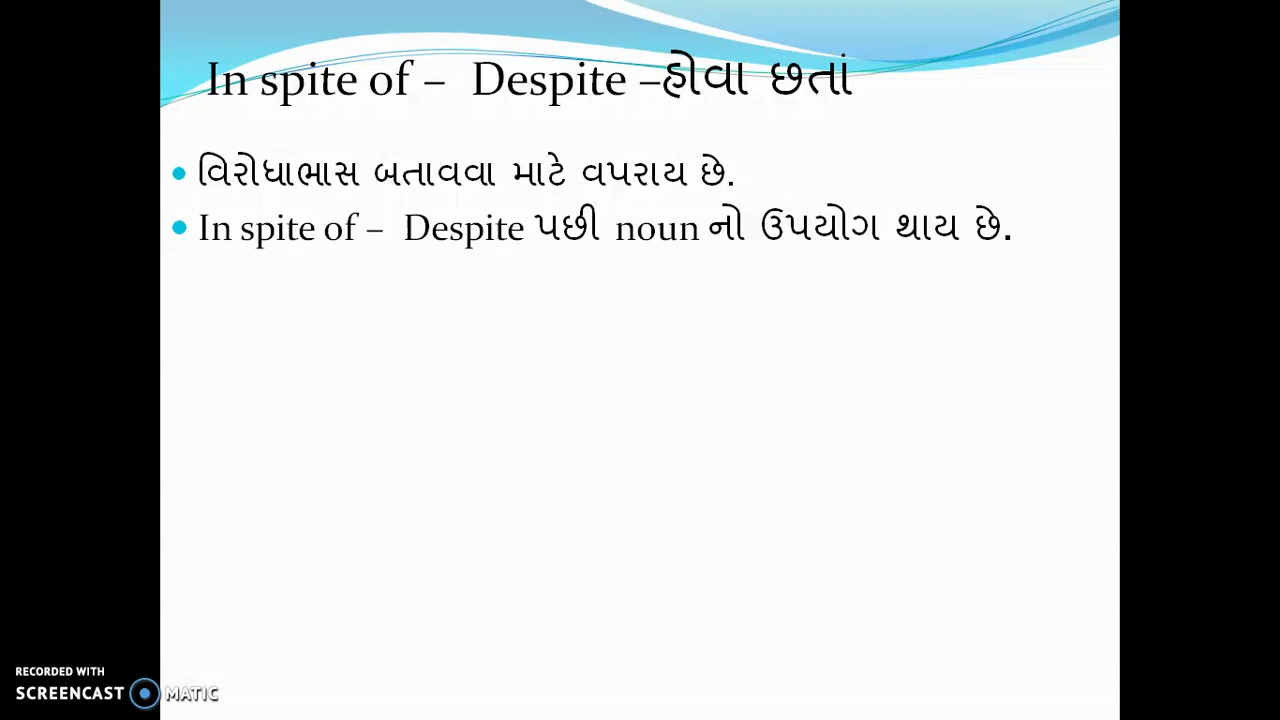 In spite of – Despite –હોવા છતાં
વિરોધાભાસ બતાવવા માટે વપરાય છે.
In spite of – Despite પછી noun નો ઉપયોગ થાય છે.
RECORDED WITH
SCREENCAST MATIC